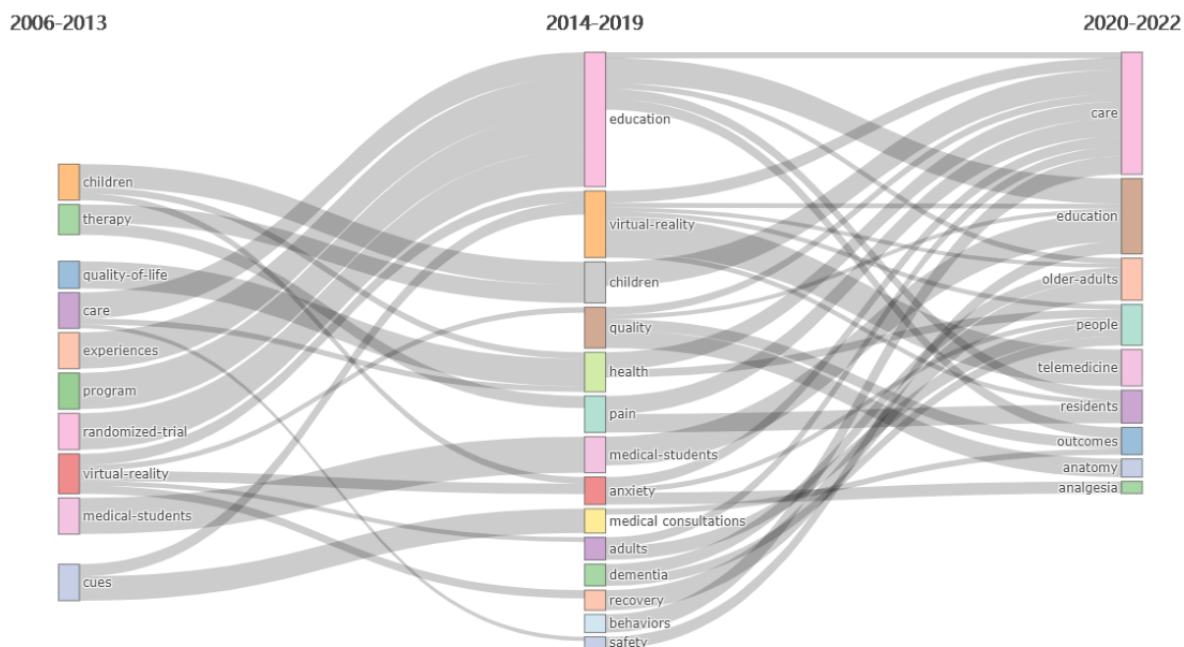 2006-2013
2014-2019
2020-2022
children
therapy
quality-of-life
care
experiences
program
randomized-trial
virtual-reality
medical-students
cues
education
virtual-reality
children
quality
health
pain
medical-students
anxiety
medical consultations
adults
dementia
recovery
behaviors
safety
care
education
older-adults
people
telemedicine
residents
outcomes
anatomy
analgesia